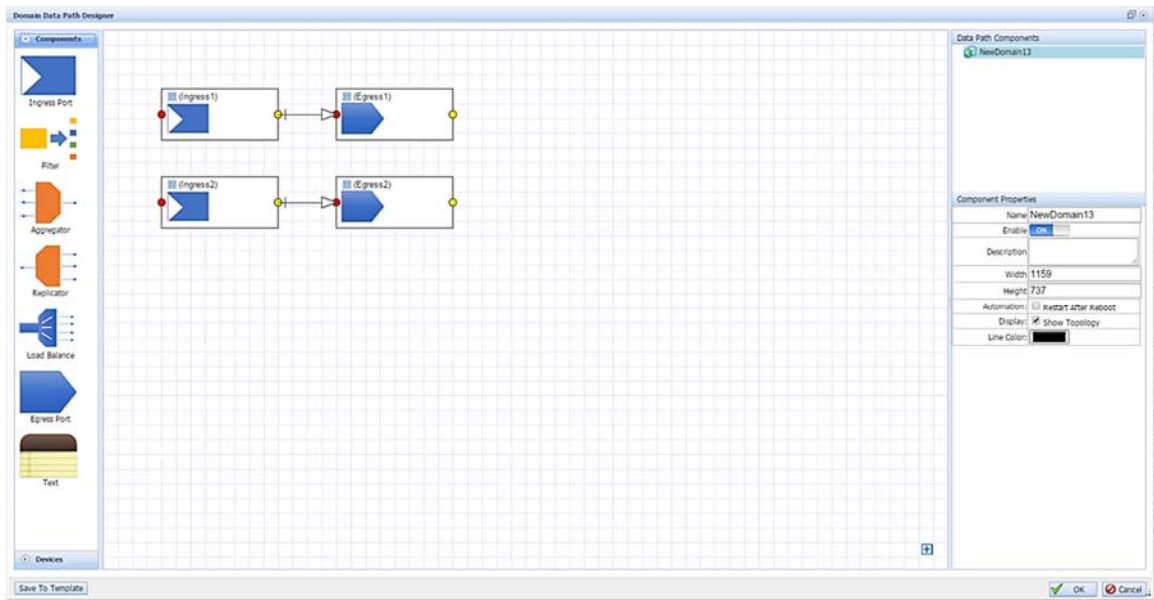 Domain Data Path Designer
Components
Ingress Port
Filter
Aggregator
Replicator
Load Balance
Egress Port
Text
Devices
(Ingress1)
(Egress1)
(Ingress2)
(Egress2)
Data Path Components
NewDomain13
Component Properties
Name NewDomain13
Enable ON
Description
Width 1159
Height 737
Automation: Restart After Reboot
Display: Show Topology
Line Color:
Save To Template
OK Cancel